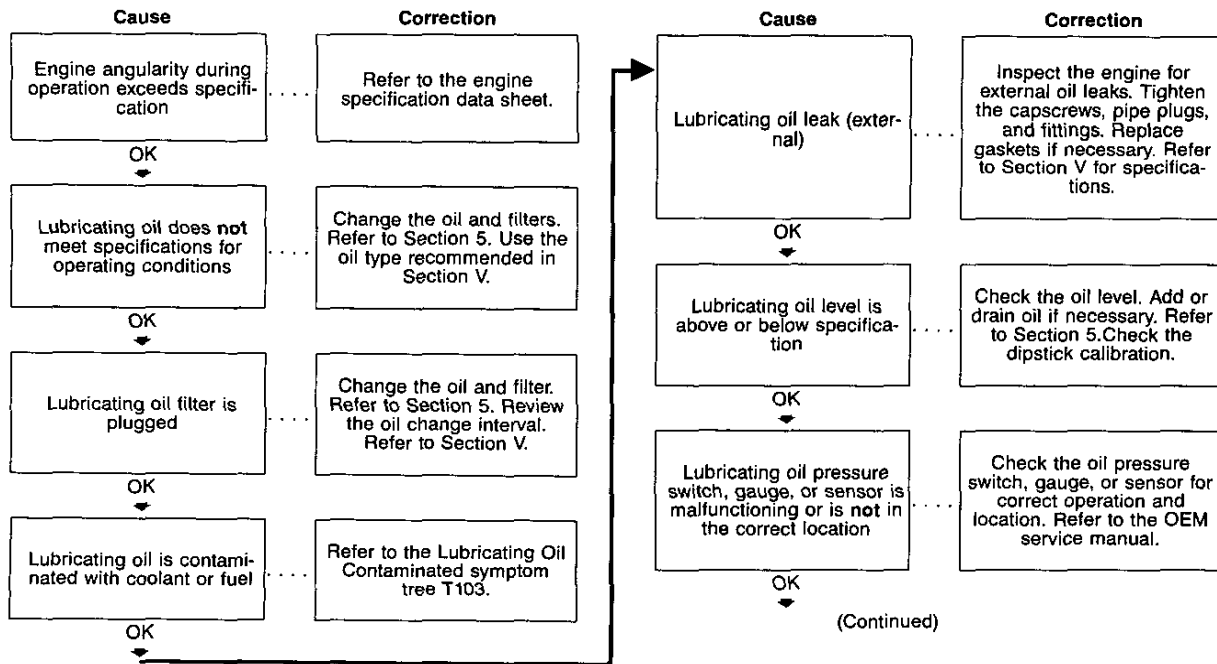 Cause
Correction
Engine angularity during
operation exceeds specifi-
cation
. . . .
Refer to the engine
specification data sheet.
OK
Lubricating oil does not
meet specifications for
operating conditions
. . . .
Change the oil and filters.
Refer to Section 5. Use the
oil type recommended in
Section V.
OK
Lubricating oil filter is
plugged
. . . .
Change the oil and filter.
Refer to Section 5. Review
the oil change interval.
Refer to Section V.
OK
Lubricating oil is contami-
nated with coolant or fuel
. . . .
Refer to the Lubricating Oil
Contaminated symptom
tree T103.
OK
Cause
Correction
Lubricating oil leak (exter-
nal)
. . . .
Inspect the engine for
external oil leaks. Tighten
the capscrews, pipe plugs,
and fittings. Replace
gaskets if necessary. Refer
to Section V for specifica-
tions.
OK
Lubricating oil level is
above or below specifica-
tion
. . . .
Check the oil level. Add or
drain oil if necessary. Refer
to Section 5.Check the
dipstick calibration.
OK
Lubricating oil pressure
switch, gauge, or sensor is
malfunctioning or is not in
the correct location
. . . .
Check the oil pressure
switch, gauge, or sensor for
correct operation and
location. Refer to the OEM
service manual.
OK
(Continued)